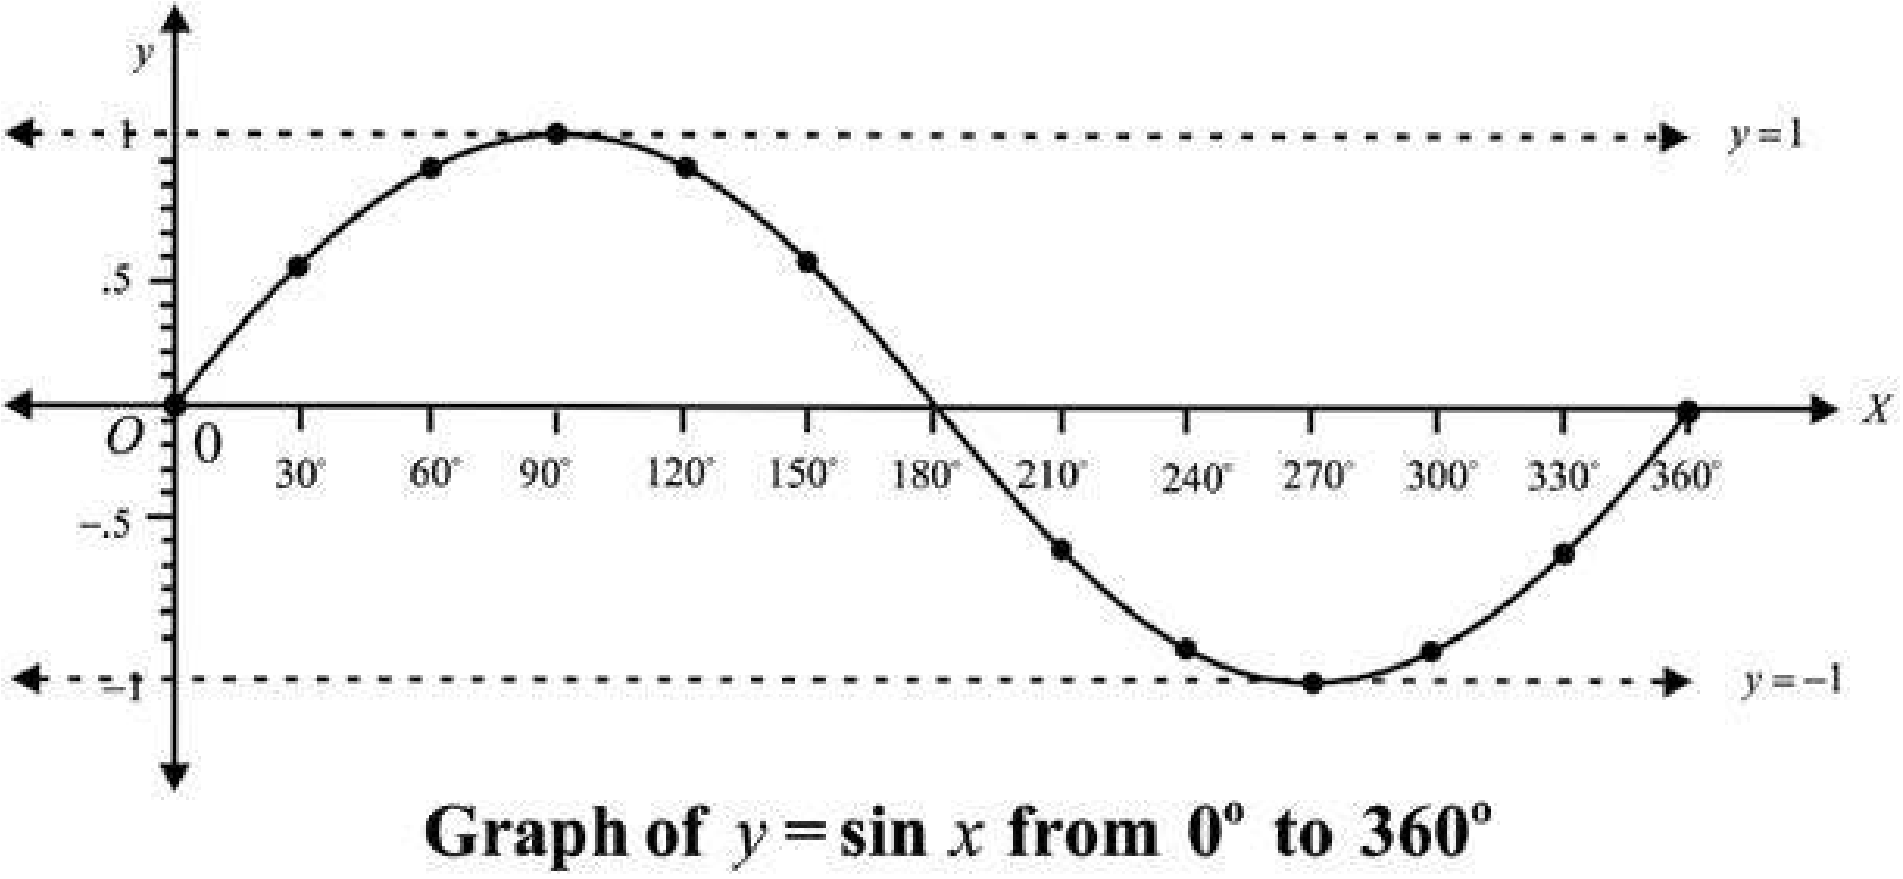 y
1
y = 1
.5
X
O 0
30° 60° 90° 120° 150° 180° 210° 240° 270° 300° 330° 360°
–.5
–1
y = –1
Graph of y = sin x from 0° to 360°